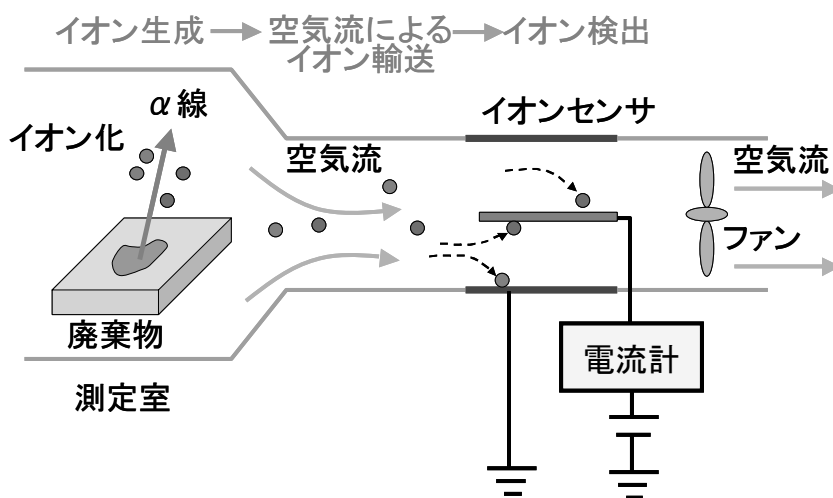 イオン生成
空気流による
イオン輸送
イオン検出
α線
イオン化
イオンセンサ
空気流
空気流
ファン
廃棄物
電流計
測定室